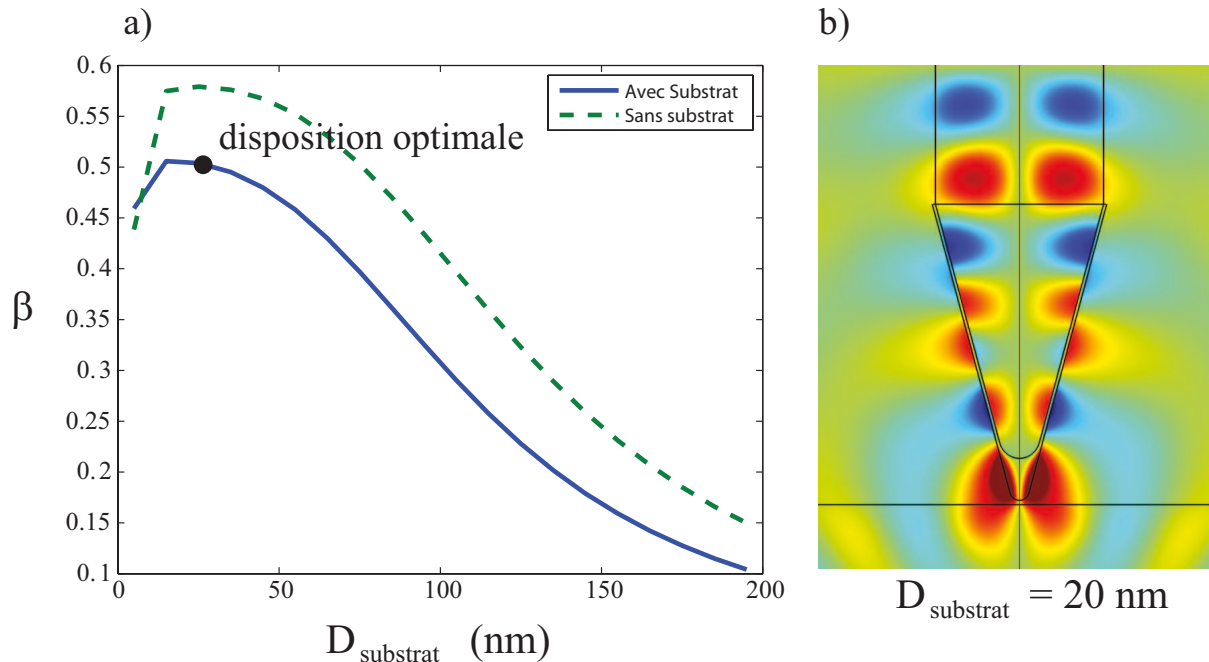 a)
b)
0.6
0.55
0.5
0.45
0.4
0.35
0.3
0.25
0.2
0.15
0.1
β
Avec Substrat
Sans substrat
disposition optimale
0
50
100
150
200
D substrat (nm)
D substrat = 20 nm